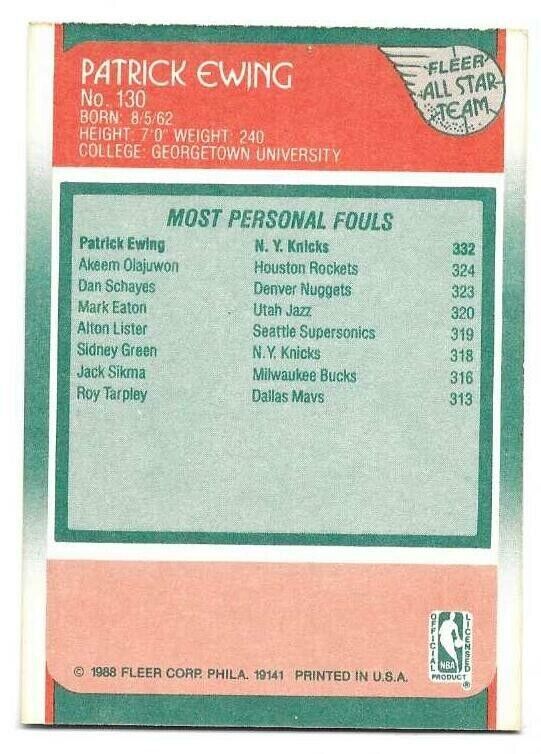 PATRICK EWING
No. 130
BORN: 8/5/62
HEIGHT: 7'0" WEIGHT: 240
COLLEGE: GEORGETOWN UNIVERSITY
FLEER
ALL STAR
TEAM
MOST PERSONAL FOULS
Patrick Ewing N. Y. Knicks 332
Akeem Olajuwon Houston Rockets 324
Dan Schayes Denver Nuggets 323
Mark Eaton Utah Jazz 320
Alton Lister Seattle Supersonics 319
Sidney Green N.Y. Knicks 318
Jack Sikma Milwaukee Bucks 316
Roy Tarpley Dallas Mavs 313
OFFICIAL LICENSED
NBA
PRODUCT ®
© 1988 FLEER CORP. PHILA. 19141 PRINTED IN U.S.A.